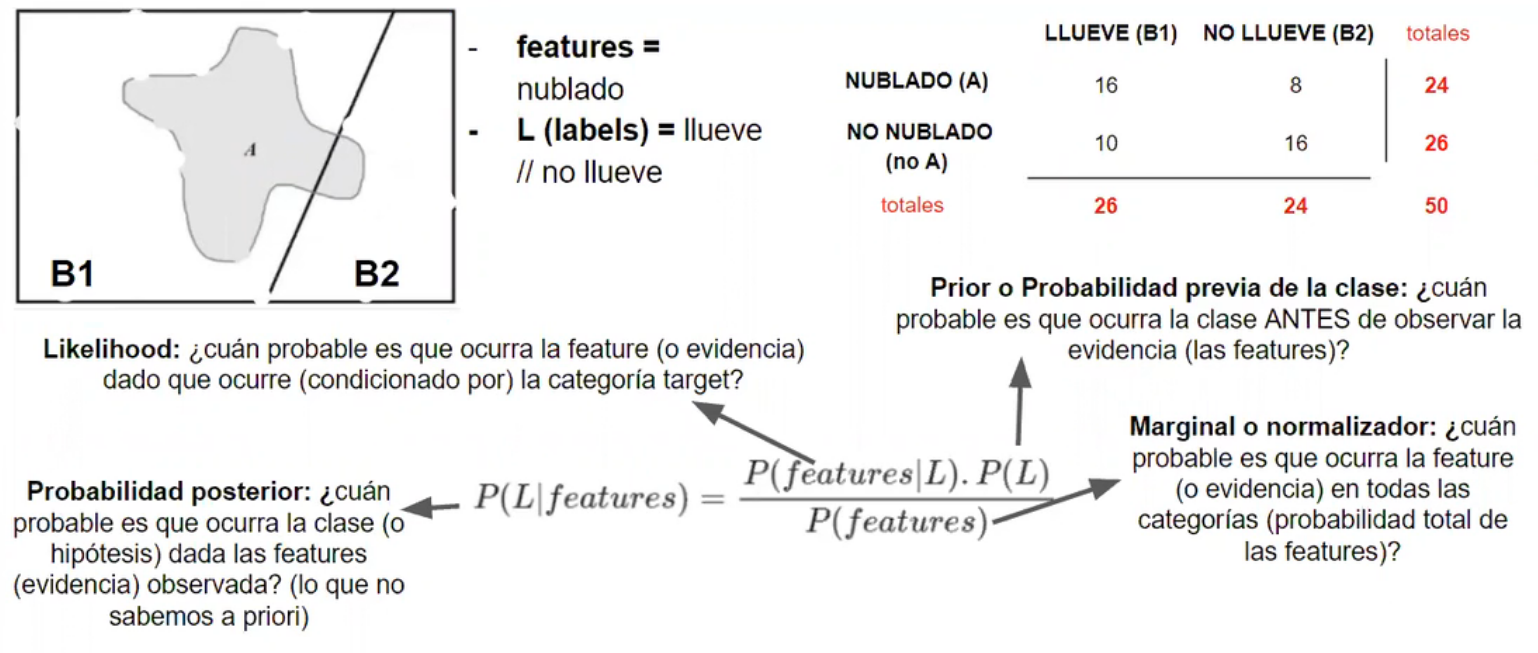 A
B1
B2
- features =
nublado
- L (labels) = llueve
// no llueve
LLUEVE (B1) NO LLUEVE (B2) totales
NUBLADO (A) 16 8 24
NO NUBLADO
(no A) 10 16 26
totales 26 24 50
Prior o Probabilidad previa de la clase: ¿cuán
probable es que ocurra la clase ANTES de observar la
evidencia (las features)?
Likelihood: ¿cuán probable es que ocurra la feature (o evidencia)
dado que ocurre (condicionado por) la categoría target?
Marginal o normalizador: ¿cuán
probable es que ocurra la feature
(o evidencia) en todas las
categorías (probabilidad total de
las features)?
Probabilidad posterior: ¿cuán
probable es que ocurra la clase (o
hipótesis) dada las features
(evidencia) observada? (lo que no
sabemos a priori)
P(features|L). P(L)
P(L|features) =
P(features)